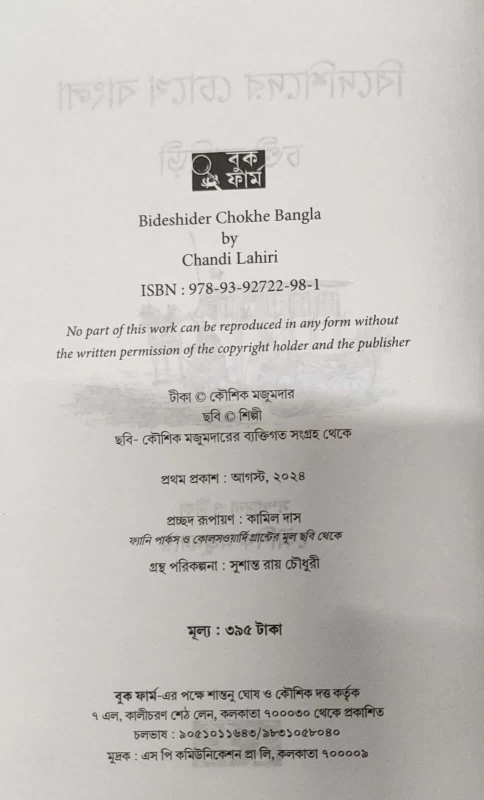 বিদেশিদের চোখে বাংলা
চণ্ডী লাহিড়ী
বুক
ফার্ম
Bideshider Chokhe Bangla
by
Chandi Lahiri
ISBN : 978-93-92722-98-1
No part of this work can be reproduced in any form without
the written permission of the copyright holder and the publisher
টীকা © কৌশিক মজুমদার
ছবি © শিল্পী
ছবি- কৌশিক মজুমদারের ব্যক্তিগত সংগ্রহ থেকে
প্রথম প্রকাশ : আগস্ট, ২০২৪
প্রচ্ছদ রূপায়ণ : কামিল দাস
ফ্যানি পার্কস ও কোলসওয়ার্দি গ্রান্টের মূল ছবি থেকে
গ্রন্থ পরিকল্পনা : সুশান্ত রায় চৌধুরী
মূল্য : ৩৯৫ টাকা
বুক ফার্ম-এর পক্ষে শান্তনু ঘোষ ও কৌশিক দত্ত কর্তৃক
৭ এল, কালীচরণ শেঠ লেন, কলকাতা ৭০০০৩০ থেকে প্রকাশিত
চলভাষ : ৯০৫১০১১৬৪৩/৯৮৩১০৫৮০৪০
মুদ্রক : এস পি কমিউনিকেশন প্রা লি, কলকাতা ৭০০০০৯